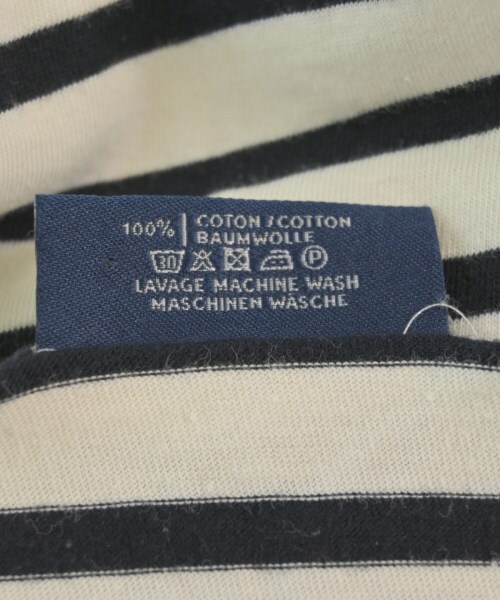 100% COTON / COTTON
BAUMWOLLE
30 P
LAVAGE MACHINE WASH
MASCHINEN WÄSCHE